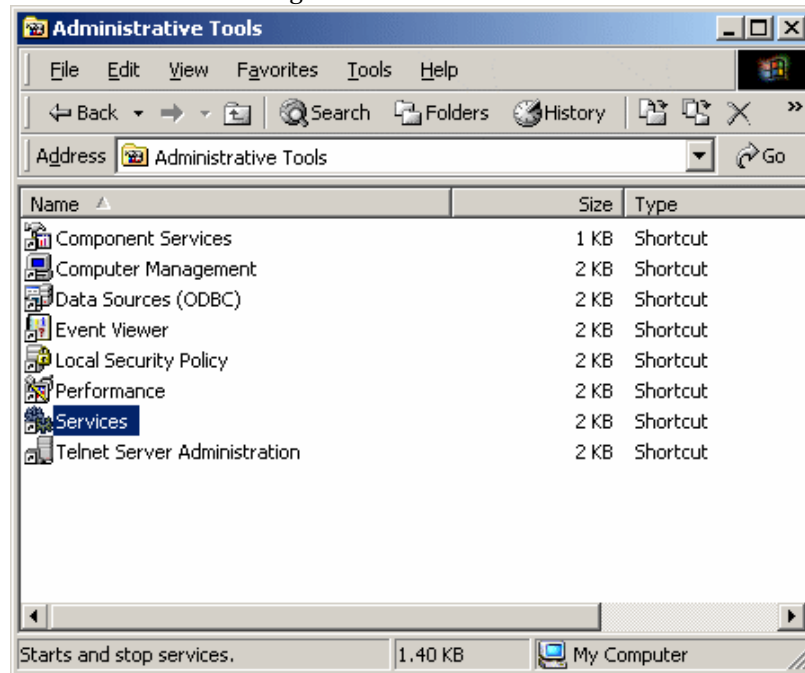 Administrative Tools
File Edit View Favorites Tools Help
Back Search Folders History »
Address Administrative Tools Go
Name Size Type
Component Services 1 KB Shortcut
Computer Management 2 KB Shortcut
Data Sources (ODBC) 2 KB Shortcut
Event Viewer 2 KB Shortcut
Local Security Policy 2 KB Shortcut
Performance 2 KB Shortcut
Services 2 KB Shortcut
Telnet Server Administration 2 KB Shortcut
Starts and stop services. 1.40 KB My Computer